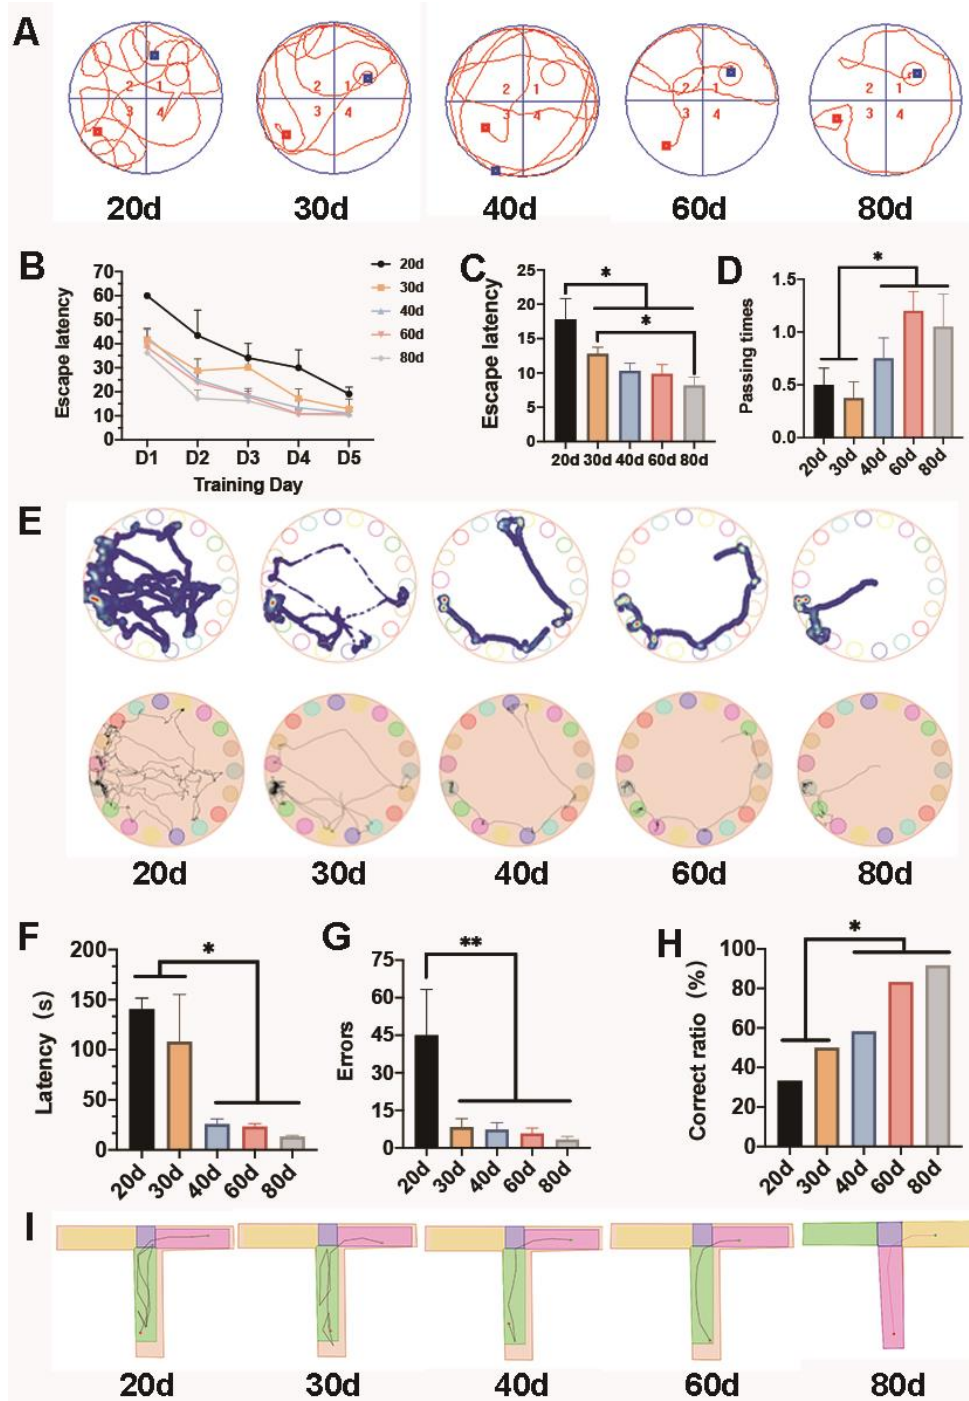 A
2 1
3 4
2 1
3 4
2 1
3 4
2 1
3 4
2 1
3 4
20d 30d 40d 60d 80d
B
Escape latency
70
60
50
40
30
20
10
0
D1 D2 D3 D4 D5
Training Day
20d
30d
40d
60d
80d
C
Escape latency
25
20
15
10
5
0
*
*
20d 30d 40d 60d 80d
D
Passing times
1.5
1.0
0.5
0.0
*
20d 30d 40d 60d 80d
E
20d 30d 40d 60d 80d
F
Latency (s)
200
150
100
50
0
*
20d 30d 40d 60d 80d
G
Errors
75
60
45
30
15
0
**
20d 30d 40d 60d 80d
H
Correct ratio (%)
100
80
60
40
20
0
*
20d 30d 40d 60d 80d
I
20d 30d 40d 60d 80d